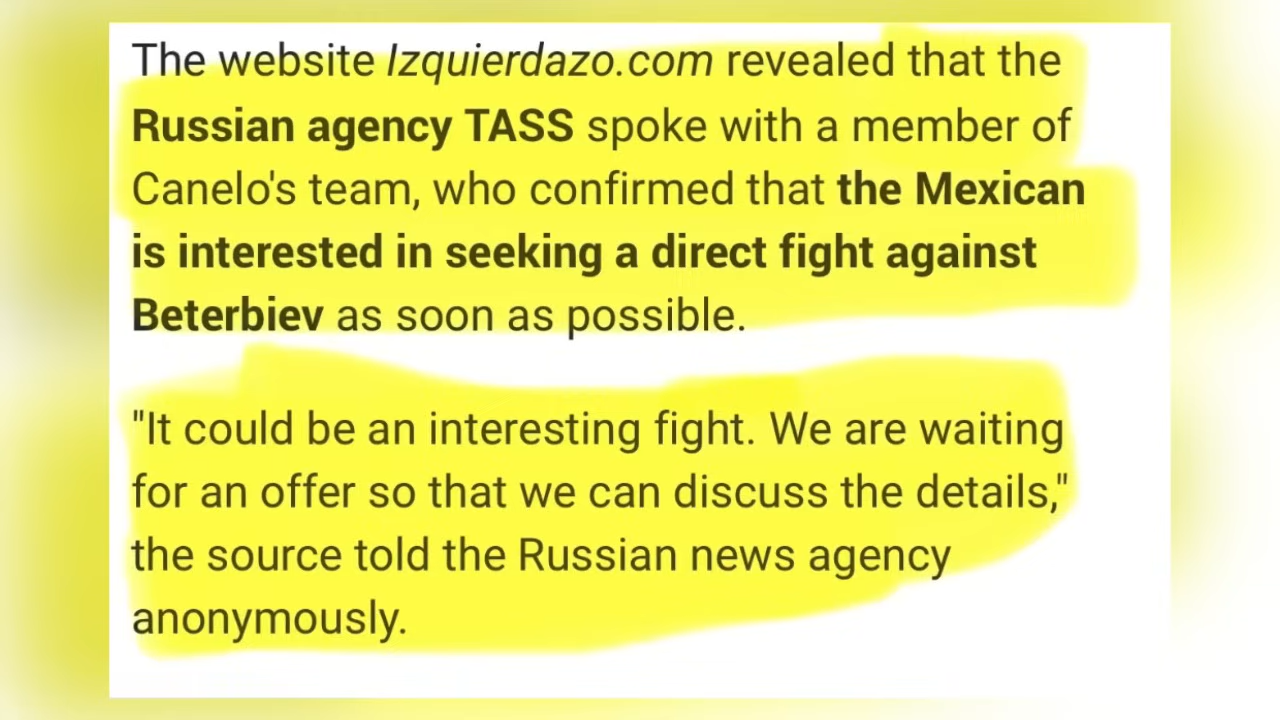 The website Izquierdazo.com revealed that the
Russian agency TASS spoke with a member of
Canelo's team, who confirmed that the Mexican
is interested in seeking a direct fight against
Beterbiev as soon as possible.
"It could be an interesting fight. We are waiting
for an offer so that we can discuss the details,"
the source told the Russian news agency
anonymously.